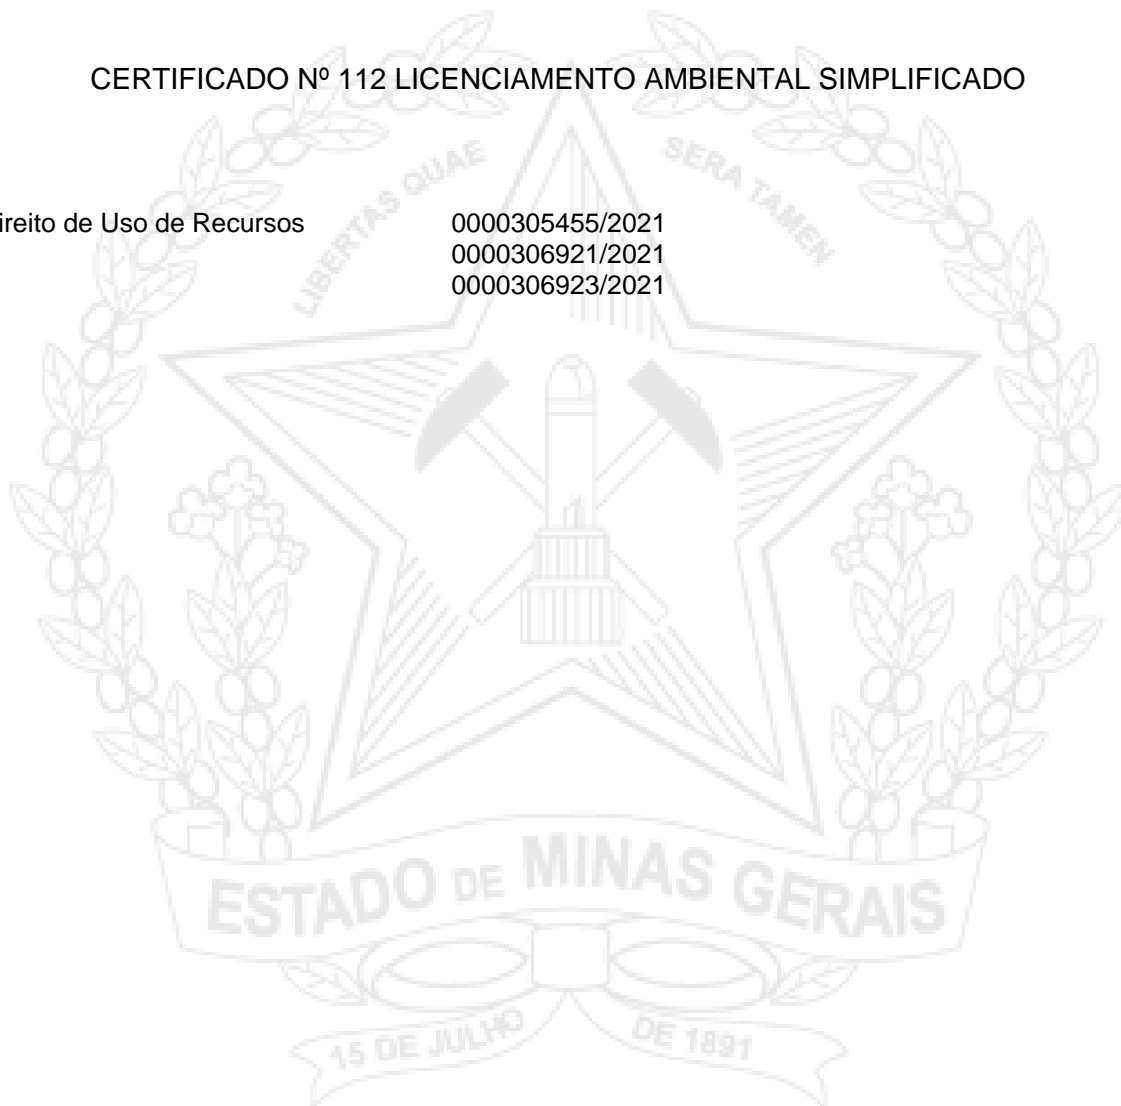 CERTIFICADO Nº 112 LICENCIAMENTO AMBIENTAL SIMPLIFICADO
LIBERTAS QUAE SERA TAMEN
ireito de Uso de Recursos 0000305455/2021
0000306921/2021
0000306923/2021
ESTADO DE MINAS GERAIS
15 DE JULHO DE 1891